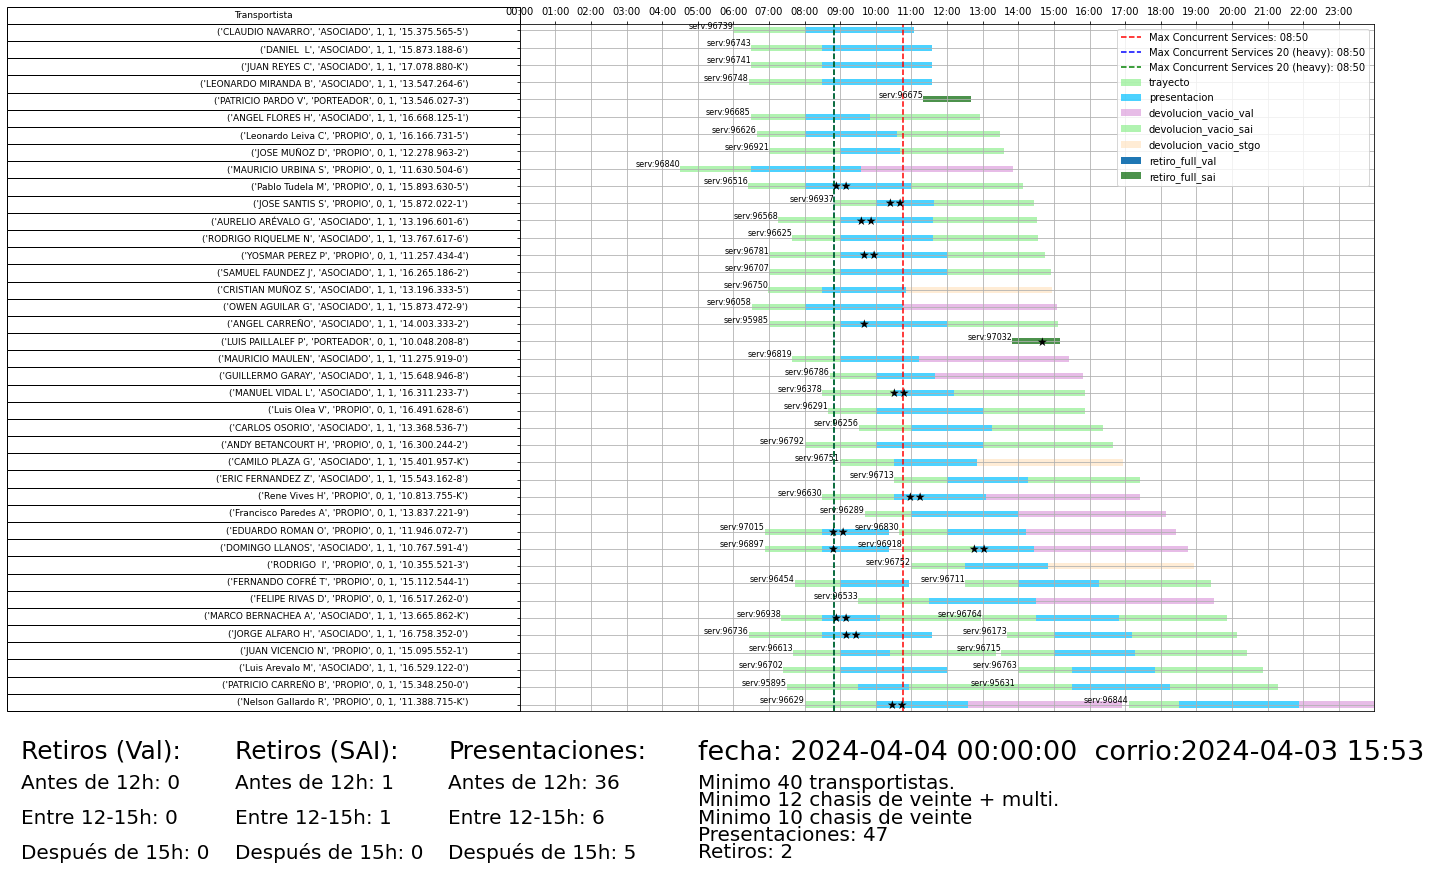 Transportista
00:00 01:00 02:00 03:00 04:00 05:00 06:00 07:00 08:00 09:00 10:00 11:00 12:00 13:00 14:00 15:00 16:00 17:00 18:00 19:00 20:00 21:00 22:00 23:00
('CLAUDIO NAVARRO', 'ASOCIADO', 1, 1, '15.375.565-5') serv:96739
('DANIEL  L', 'ASOCIADO', 1, 1, '15.873.188-6') serv:96743
('JUAN REYES C', 'ASOCIADO', 1, 1, '17.078.880-K') serv:96741
('LEONARDO MIRANDA B', 'ASOCIADO', 1, 1, '13.547.264-6') serv:96748
('PATRICIO PARDO V', 'PORTEADOR', 0, 1, '13.546.027-3') serv:96675
('ANGEL FLORES H', 'ASOCIADO', 1, 1, '16.668.125-1') serv:96685
('Leonardo Leiva C', 'PROPIO', 0, 1, '16.166.731-5') serv:96626
('JOSE MUÑOZ D', 'PROPIO', 0, 1, '12.278.963-2') serv:96921
('MAURICIO URBINA S', 'PROPIO', 0, 1, '11.630.504-6') serv:96840
('Pablo Tudela M', 'PROPIO', 0, 1, '15.893.630-5') serv:96516
('JOSE SANTIS S', 'PROPIO', 0, 1, '15.872.022-1') serv:96937
('AURELIO ARÉVALO G', 'ASOCIADO', 1, 1, '13.196.601-6') serv:96568
('RODRIGO RIQUELME N', 'ASOCIADO', 1, 1, '13.767.617-6') serv:96625
('YOSMAR PEREZ P', 'PROPIO', 0, 1, '11.257.434-4') serv:96781
('SAMUEL FAUNDEZ J', 'ASOCIADO', 1, 1, '16.265.186-2') serv:96707
('CRISTIAN MUÑOZ S', 'ASOCIADO', 1, 1, '13.196.333-5') serv:96750
('OWEN AGUILAR G', 'ASOCIADO', 1, 1, '15.873.472-9') serv:96058
('ANGEL CARREÑO', 'ASOCIADO', 1, 1, '14.003.333-2') serv:95985
('LUIS PAILLALEF P', 'PORTEADOR', 0, 1, '10.048.208-8') serv:97032
('MAURICIO MAULEN', 'ASOCIADO', 1, 1, '11.275.919-0') serv:96819
('GUILLERMO GARAY', 'ASOCIADO', 1, 1, '15.648.946-8') serv:96786
('MANUEL VIDAL L', 'ASOCIADO', 1, 1, '16.311.233-7') serv:96378
('Luis Olea V', 'PROPIO', 0, 1, '16.491.628-6') serv:96291
('CARLOS OSORIO', 'ASOCIADO', 1, 1, '13.368.536-7') serv:96256
('ANDY BETANCOURT H', 'PROPIO', 0, 1, '16.300.244-2') serv:96792
('CAMILO PLAZA G', 'ASOCIADO', 1, 1, '15.401.957-K') serv:96751
('ERIC FERNANDEZ Z', 'ASOCIADO', 1, 1, '15.543.162-8') serv:96713
('Rene Vives H', 'PROPIO', 0, 1, '10.813.755-K') serv:96630
('Francisco Paredes A', 'PROPIO', 0, 1, '13.837.221-9') serv:96289
('EDUARDO ROMAN O', 'PROPIO', 0, 1, '11.946.072-7') serv:97015 serv:96830
('DOMINGO LLANOS', 'ASOCIADO', 1, 1, '10.767.591-4') serv:96897 serv:96918
('RODRIGO  I', 'PROPIO', 0, 1, '10.355.521-3') serv:96752
('FERNANDO COFRÉ T', 'PROPIO', 0, 1, '15.112.544-1') serv:96454 serv:96711
('FELIPE RIVAS D', 'PROPIO', 0, 1, '16.517.262-0') serv:96533
('MARCO BERNACHEA A', 'ASOCIADO', 1, 1, '13.665.862-K') serv:96938 serv:96764
('JORGE ALFARO H', 'ASOCIADO', 1, 1, '16.758.352-0') serv:96736 serv:96173
('JUAN VICENCIO N', 'PROPIO', 0, 1, '15.095.552-1') serv:96613 serv:96715
('Luis Arevalo M', 'ASOCIADO', 1, 1, '16.529.122-0') serv:96702 serv:96763
('PATRICIO CARREÑO B', 'PROPIO', 0, 1, '15.348.250-0') serv:95895 serv:95631
('Nelson Gallardo R', 'PROPIO', 0, 1, '11.388.715-K') serv:96629 serv:96844
Max Concurrent Services: 08:50
Max Concurrent Services 20 (heavy): 08:50
Max Concurrent Services 20 (heavy): 08:50
trayecto
presentacion
devolucion_vacio_val
devolucion_vacio_sai
devolucion_vacio_stgo
retiro_full_val
retiro_full_sai
Retiros (Val):
Antes de 12h: 0
Entre 12-15h: 0
Después de 15h: 0
Retiros (SAI):
Antes de 12h: 1
Entre 12-15h: 1
Después de 15h: 0
Presentaciones:
Antes de 12h: 36
Entre 12-15h: 6
Después de 15h: 5
fecha: 2024-04-04 00:00:00  corrio:2024-04-03 15:53
Minimo 40 transportistas.
Minimo 12 chasis de veinte + multi.
Minimo 10 chasis de veinte
Presentaciones: 47
Retiros: 2